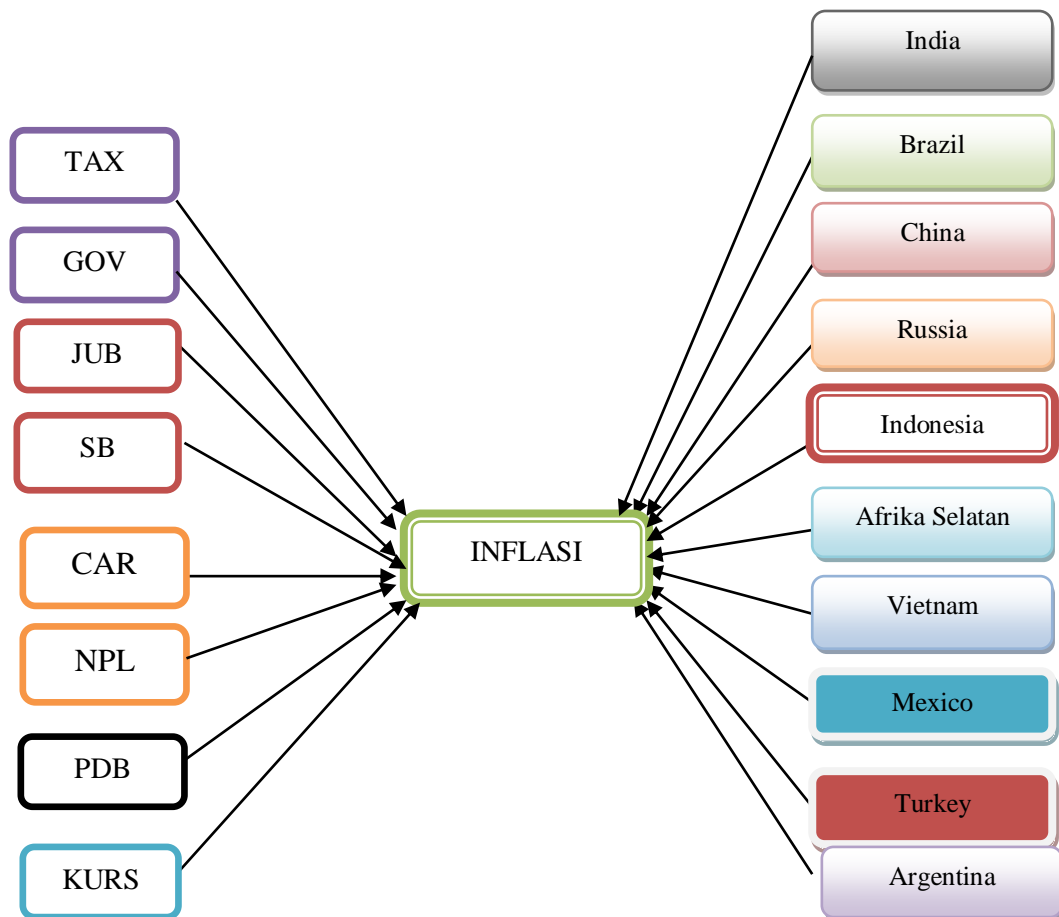 TAX
GOV
JUB
SB
CAR
NPL
PDB
KURS
INFLASI
India
Brazil
China
Russia
Indonesia
Afrika Selatan
Vietnam
Mexico
Turkey
Argentina